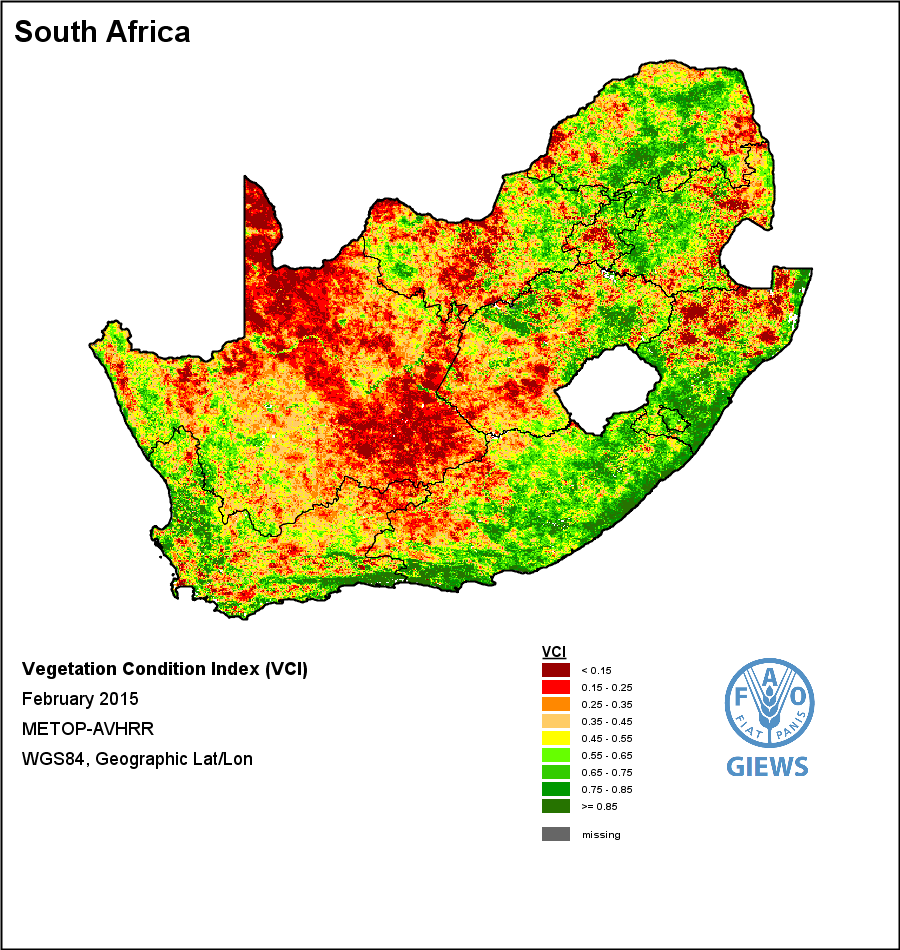 South Africa
Vegetation Condition Index (VCI)
February 2015
METOP-AVHRR
WGS84, Geographic Lat/Lon
VCI
< 0.15
0.15 - 0.25
0.25 - 0.35
0.35 - 0.45
0.45 - 0.55
0.55 - 0.65
0.65 - 0.75
0.75 - 0.85
>= 0.85
missing
F A O
FIAT PANIS
GIEWS